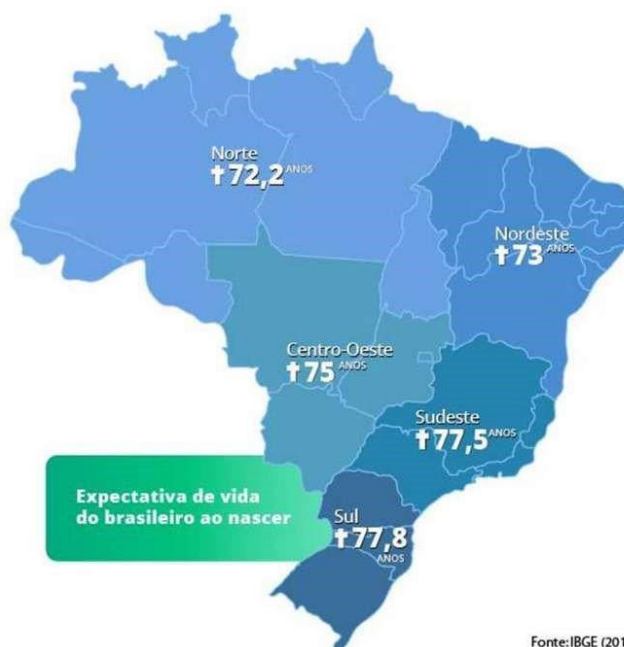 Norte
✝72,2 ANOS
Nordeste
✝73 ANOS
Centro-Oeste
✝75 ANOS
Sudeste
✝77,5 ANOS
Expectativa de vida
do brasileiro ao nascer
Sul
✝77,8
ANOS
Fonte:IBGE (201